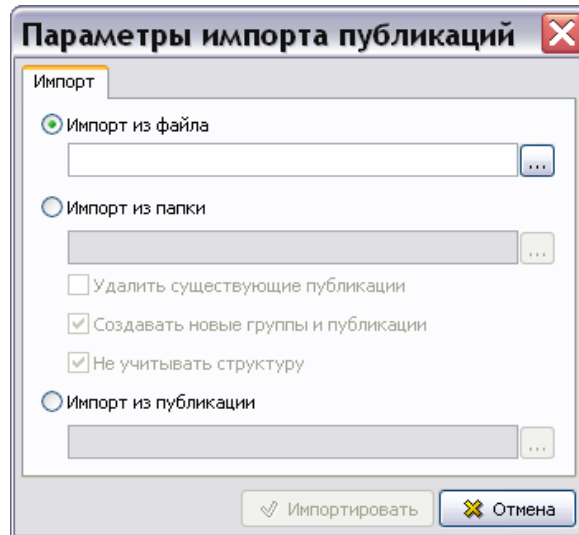 Параметры импорта публикаций
Импорт
Импорт из файла
...
Импорт из папки
...
Удалить существующие публикации
Создавать новые группы и публикации
Не учитывать структуру
Импорт из публикации
...
Импортировать
Отмена